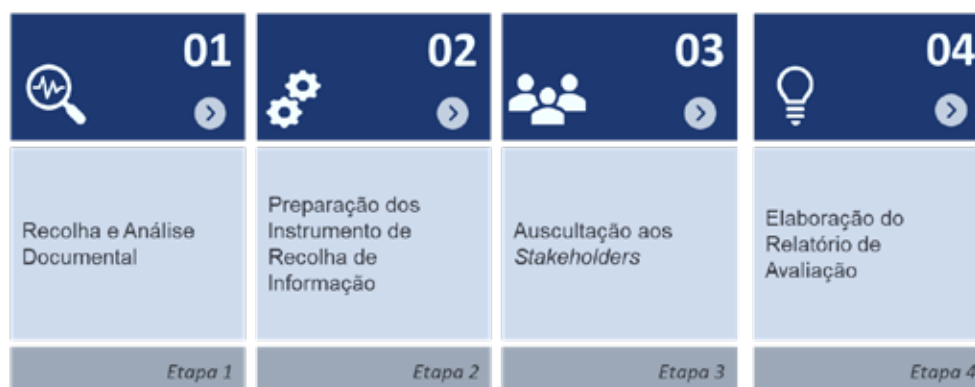 01
02
03
04
Recolha e Análise
Documental
Preparação dos
Instrumento de
Recolha de
Informação
Auscultação aos
Stakeholders
Elaboração do
Relatório de
Avaliação
Etapa 1
Etapa 2
Etapa 3
Etapa 4